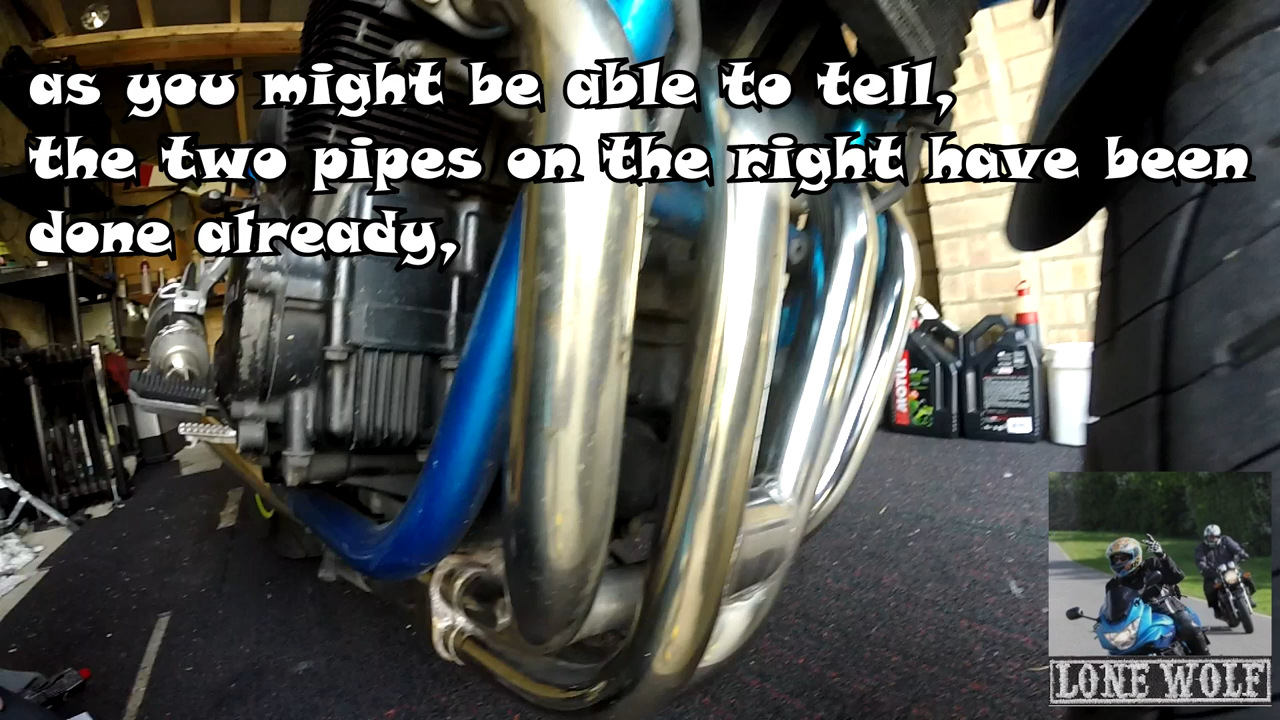 as you might be able to tell,
the two pipes on the right have been
done already,
LONE WOLF